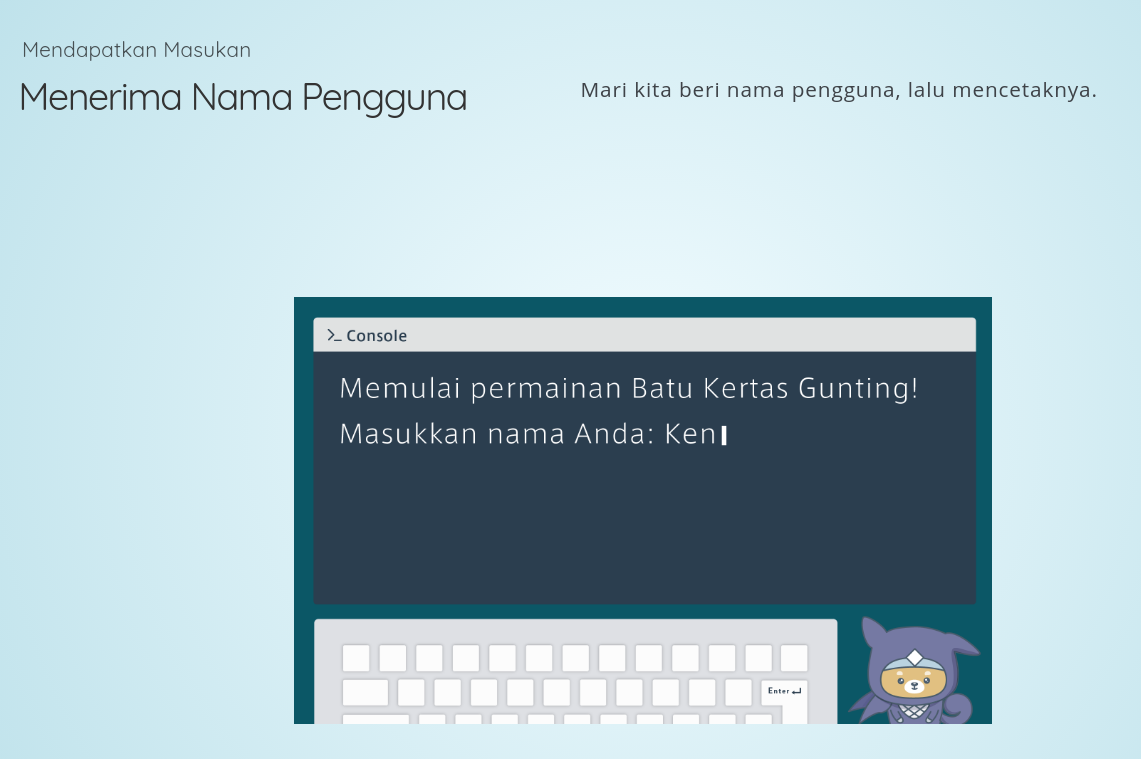 Mendapatkan Masukan
Menerima Nama Pengguna
Mari kita beri nama pengguna, lalu mencetaknya.
>_ Console
Memulai permainan Batu Kertas Gunting!
Masukkan nama Anda: Ken
Enter